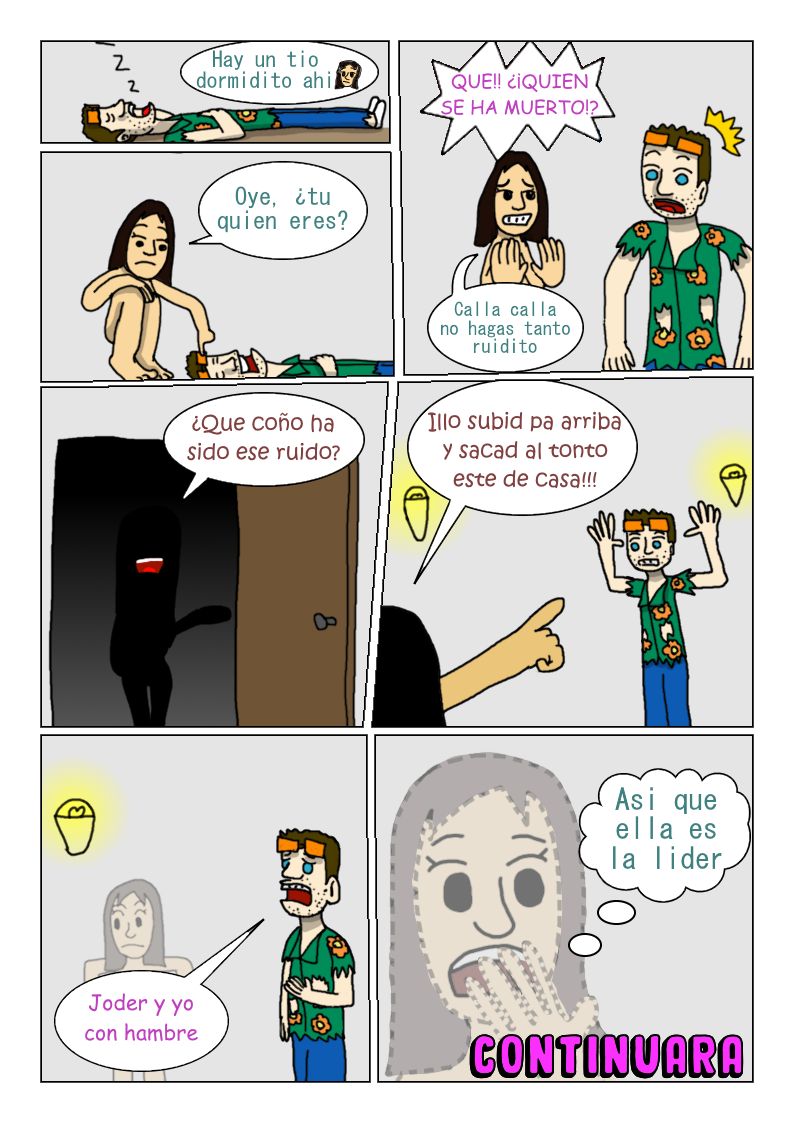 Z
z
Hay un tio
dormidito ahi
QUE!! ¿¡QUIEN
SE HA MUERTO!?
Oye, ¿tu
quien eres?
Calla calla
no hagas tanto
ruidito
¿Que coño ha
sido ese ruido?
Illo subid pa arriba
y sacad al tonto
este de casa!!!
Joder y yo
con hambre
Asi que
ella es
la lider
CONTINUARA